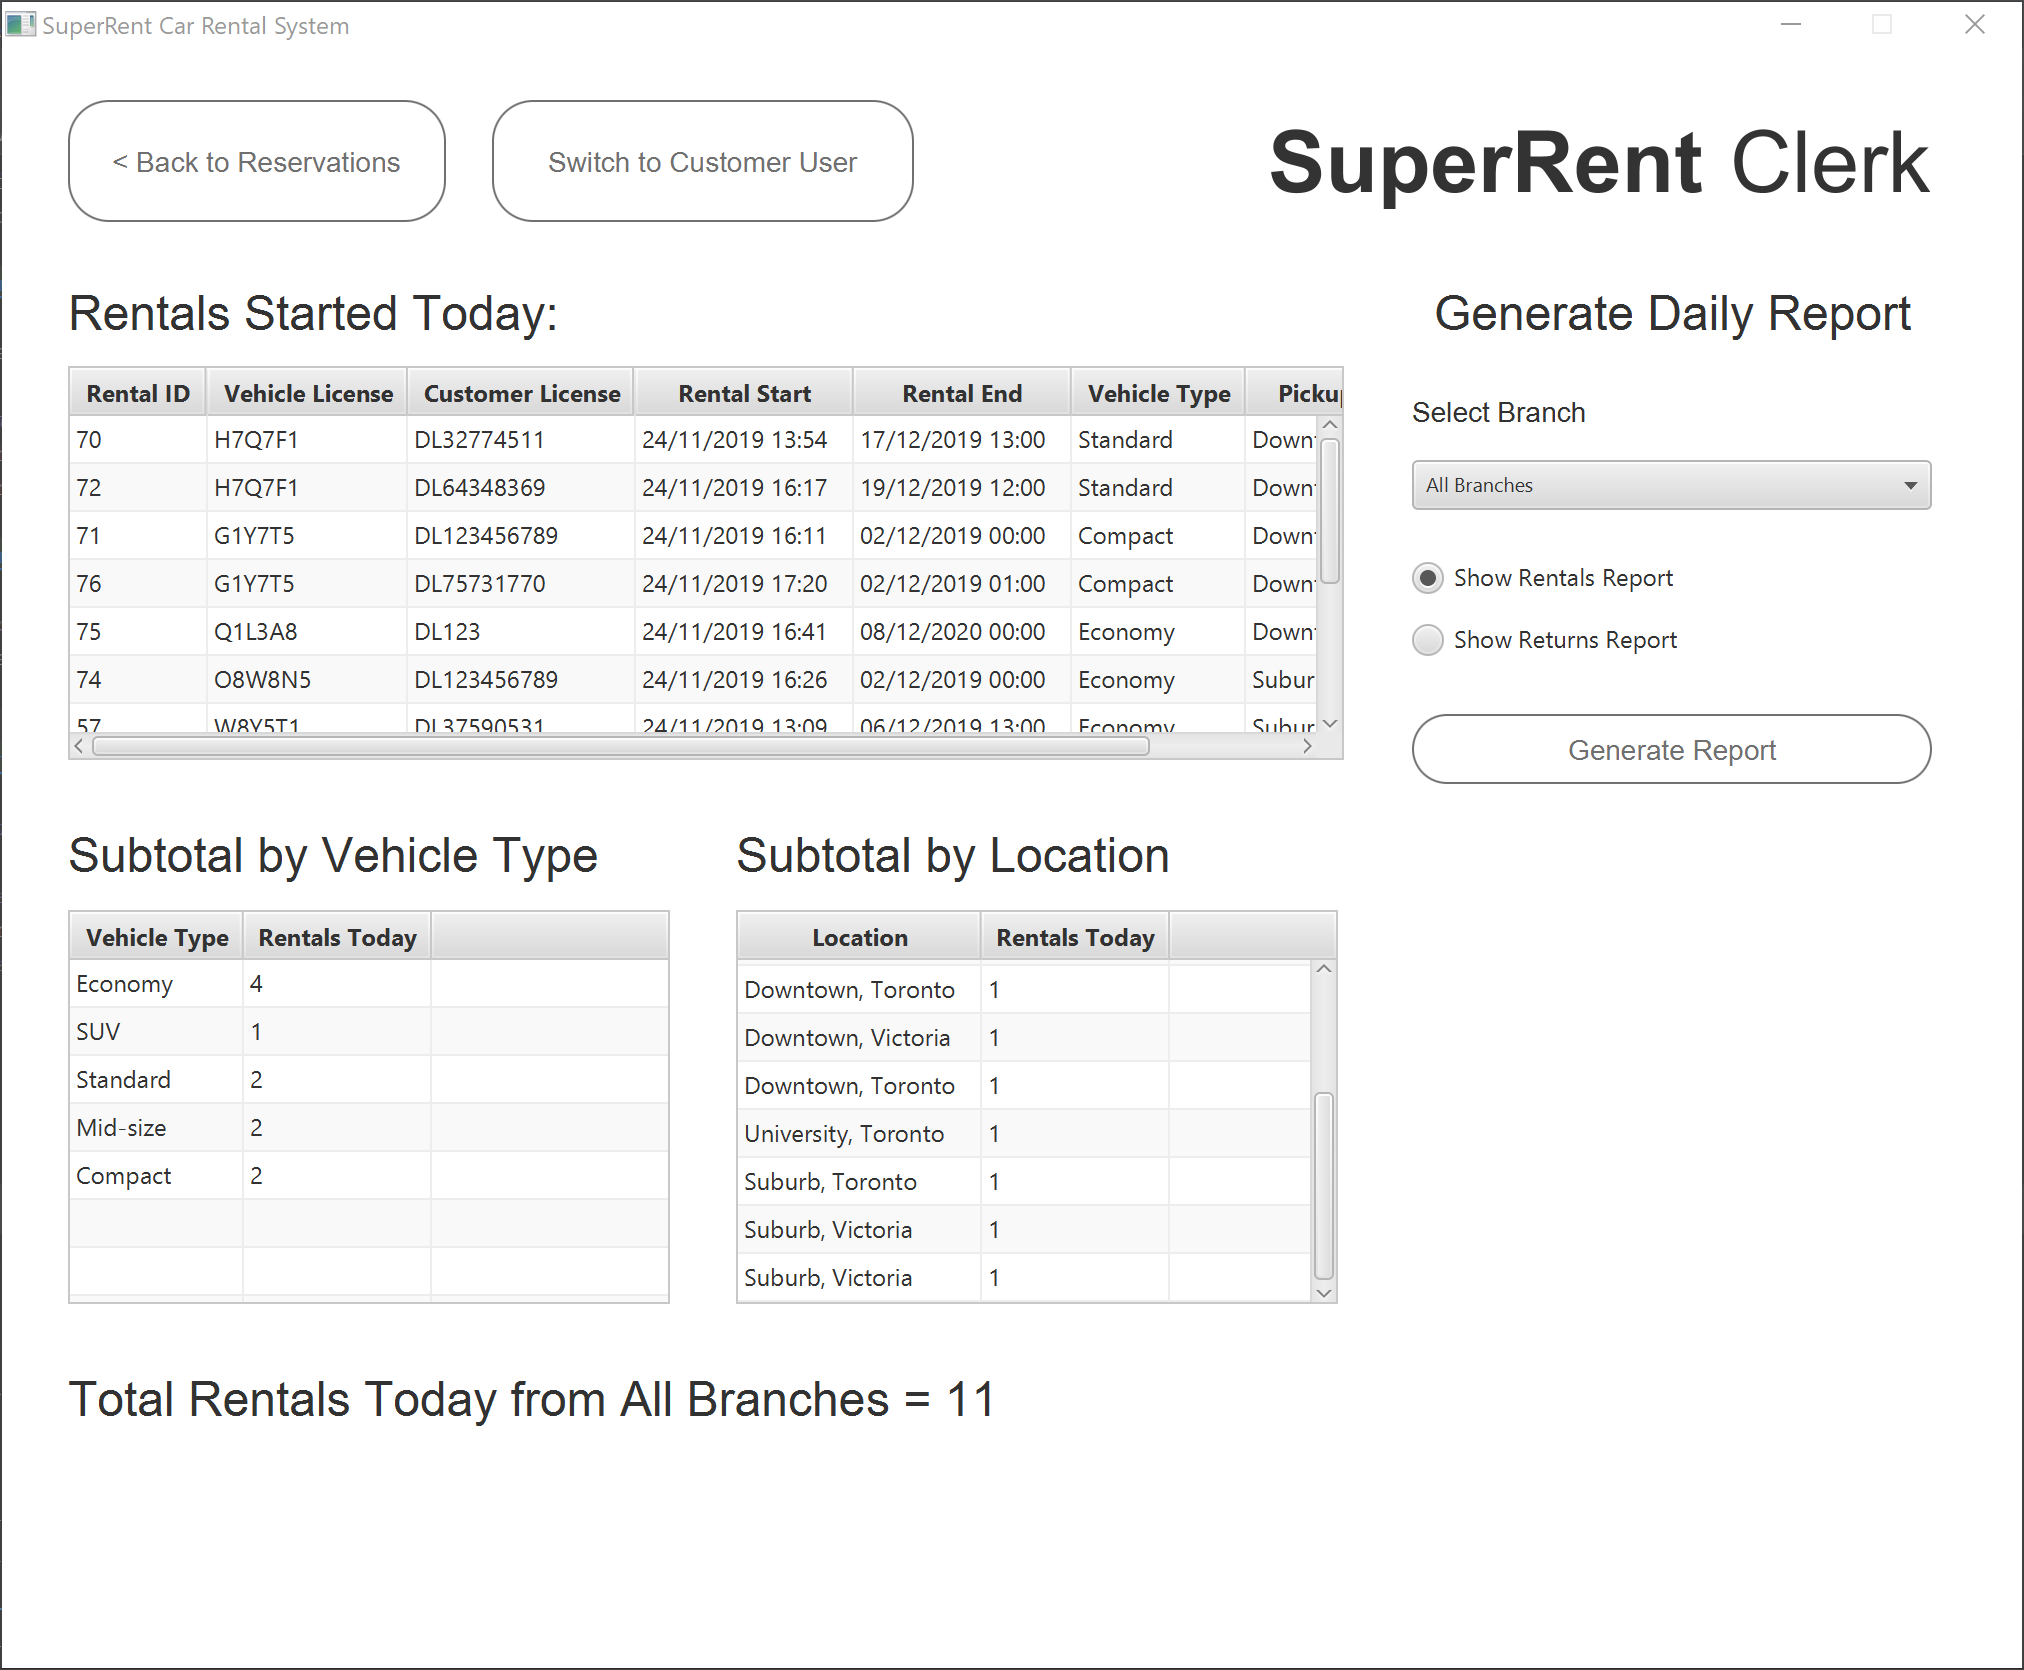 SuperRent Car Rental System
< Back to Reservations
Switch to Customer User
SuperRent Clerk
Rentals Started Today:
Generate Daily Report
Rental ID Vehicle License Customer License Rental Start Rental End Vehicle Type
70 H7Q7F1 DL32774511 24/11/2019 13:54 17/12/2019 13:00 Standard
72 H7Q7F1 DL64348369 24/11/2019 16:17 19/12/2019 12:00 Standard
71 G1Y7T5 DL123456789 24/11/2019 16:11 02/12/2019 00:00 Compact
76 G1Y7T5 DL75731770 24/11/2019 17:20 02/12/2019 01:00 Compact
75 Q1L3A8 DL123 24/11/2019 16:41 08/12/2020 00:00 Economy
74 O8W8N5 DL123456789 24/11/2019 16:26 02/12/2019 00:00 Economy Subur
57 W8Y5T1 DL37590531 24/11/2019 13:09 06/12/2019 13:00 Economy Subur
Select Branch
All Branches
Show Rentals Report
Show Returns Report
Generate Report
Subtotal by Vehicle Type
Vehicle Type Rentals Today
Economy 4
SUV 1
Standard 2
Mid-size 2
Compact 2
Subtotal by Location
Location Rentals Today
Downtown, Toronto 1
Downtown, Victoria 1
Downtown, Toronto 1
University, Toronto 1
Suburb, Toronto 1
Suburb, Victoria 1
Suburb, Victoria 1
Total Rentals Today from All Branches = 11